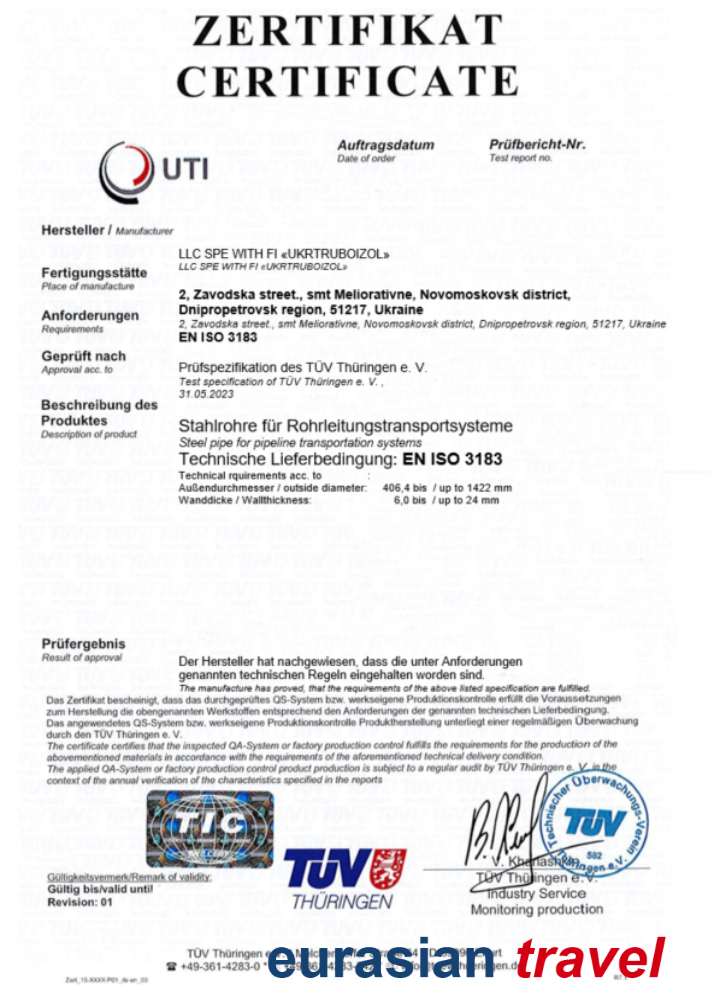 ZERTIFIKAT
CERTIFICATE
UTI
Auftragsdatum
Date of order
Prüfbericht-Nr.
Test report no.
Hersteller / Manufacturer
LLC SPE WITH FI «UKRTRUBOIZOL»
LLC SPE WITH FI «UKRTRUBOIZOL»
Fertigungsstätte
Place of manufacture
2, Zavodska street., smt Meliorativne, Novomoskovsk district,
Dnipropetrovsk region, 51217, Ukraine
2, Zavodska street., smt Meliorativne, Novomoskovsk district, Dnipropetrovsk region, 51217, Ukraine
Anforderungen
Requirements
EN ISO 3183
Geprüft nach
Approval acc. to
Prüfspezifikation des TÜV Thüringen e. V.
Test specification of TÜV Thüringen e. V. ,
31.05.2023
Beschreibung des
Produktes
Description of product
Stahlrohre für Rohrleitungstransportsysteme
Steel pipe for pipeline transportation systems
Technische Lieferbedingung: EN ISO 3183
Technical rquirements acc. to :
Außendurchmesser / outside diameter: 406,4 bis / up to 1422 mm
Wanddicke / Wallthickness: 6,0 bis / up to 24 mm
Prüfergebnis
Result of approval
Der Hersteller hat nachgewiesen, dass die unter Anforderungen
genannten technischen Regeln eingehalten worden sind.
The manufacture has proved, that the requirements of the above listed specification are fulfilled.
Das Zertifikat bescheinigt, dass das durchgeprüftes QS-System bzw. werkseigene Produktionskontrolle erfüllt die Voraussetzungen
zum Herstellung die obengenannten Werkstoffen entsprechend den Anforderungen der genannten technischen Lieferbedingung.
Das angewendetes QS-System bzw. werkseigene Produktionskontrolle Produktherstellung unterliegt einer regelmäßigen Überwachung
durch den TÜV Thüringen e. V.
The certificate certifies that the inspected QA-System or factory production control fulfills the requirements for the production of the
abovementioned materials in accordance with the requirements of the aforementioned technical delivery condition.
The applied QA-System or factory production control product production is subject to a regular audit by TÜV Thüringen e. V. in the
context of the annual verification of the characteristics specified in the reports
TIC
Technischer Überwachungs-Verein
TÜV
592
Thüringen e.V.
Gültigkeitsvermerk/Remark of validity:
Gültig bis/valid until
Revision: 01
TÜV
THÜRINGEN
V. Khanashkin
TÜV Thüringen e. V.
Industry Service
Monitoring production
TÜV Thüringen
+49-361-4283-0
eurasian travel